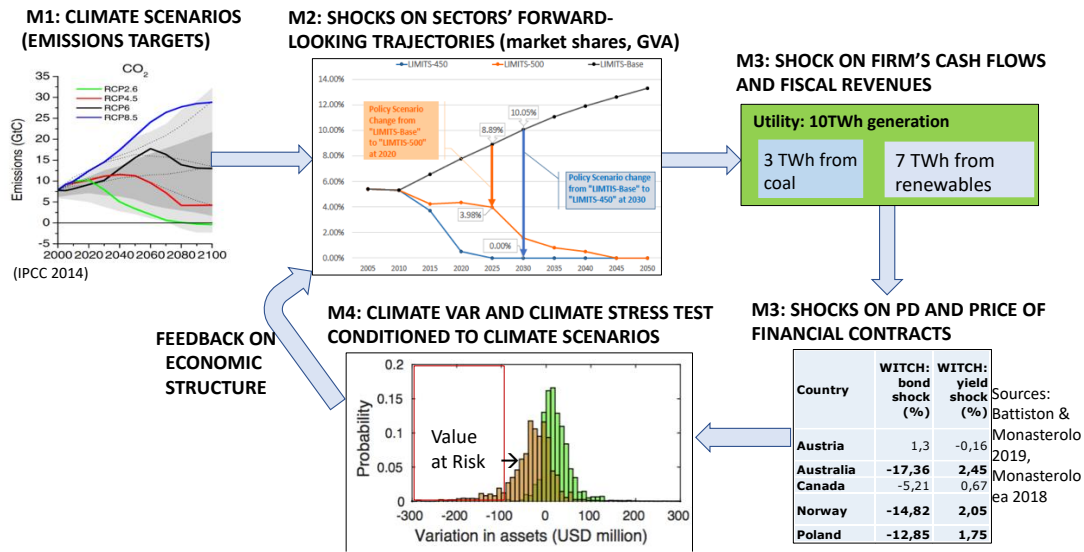 M1: CLIMATE SCENARIOS
(EMISSIONS TARGETS)
CO2
RCP2.6
RCP4.5
RCP6
RCP8.5
Emissions (GtC)
35
30
25
20
15
10
5
0
-5
2000 2020 2040 2060 2080 2100
(IPCC 2014)
M2: SHOCKS ON SECTORS' FORWARD-
LOOKING TRAJECTORIES (market shares, GVA)
LIMITS-450 LIMITS-500 LIMITS-Base
14.00%
12.00%
10.00%
8.00%
6.00%
4.00%
2.00%
0.00%
Policy Scenario
Change from
"LIMITS-Base"
to
"LIMITS-500"
at 2020
8.89%
10.05%
Policy Scenario change
from "LIMTIS-Base" to
"LIMITS-450" at 2030
3.98%
0.00%
2005 2010 2015 2020 2025 2030 2035 2040 2045 2050
M3: SHOCK ON FIRM'S CASH FLOWS
AND FISCAL REVENUES
Utility: 10TWh generation
3 TWh from
coal
7 TWh from
renewables
M3: SHOCKS ON PD AND PRICE OF
FINANCIAL CONTRACTS
Country WITCH: bond shock (%) WITCH: yield shock (%)
Austria 1,3 -0,16
Australia -17,36 2,45
Canada -5,21 0,67
Norway -14,82 2,05
Poland -12,85 1,75
Sources:
Battiston &
Monasterolo
2019,
Monasterolo
ea 2018
M4: CLIMATE VAR AND CLIMATE STRESS TEST
CONDITIONED TO CLIMATE SCENARIOS
Probability
0.2
0.15
0.1
0.05
0
Value
at Risk →
-300 -200 -100 0 100 200 300
Variation in assets (USD million)
FEEDBACK ON
ECONOMIC
STRUCTURE